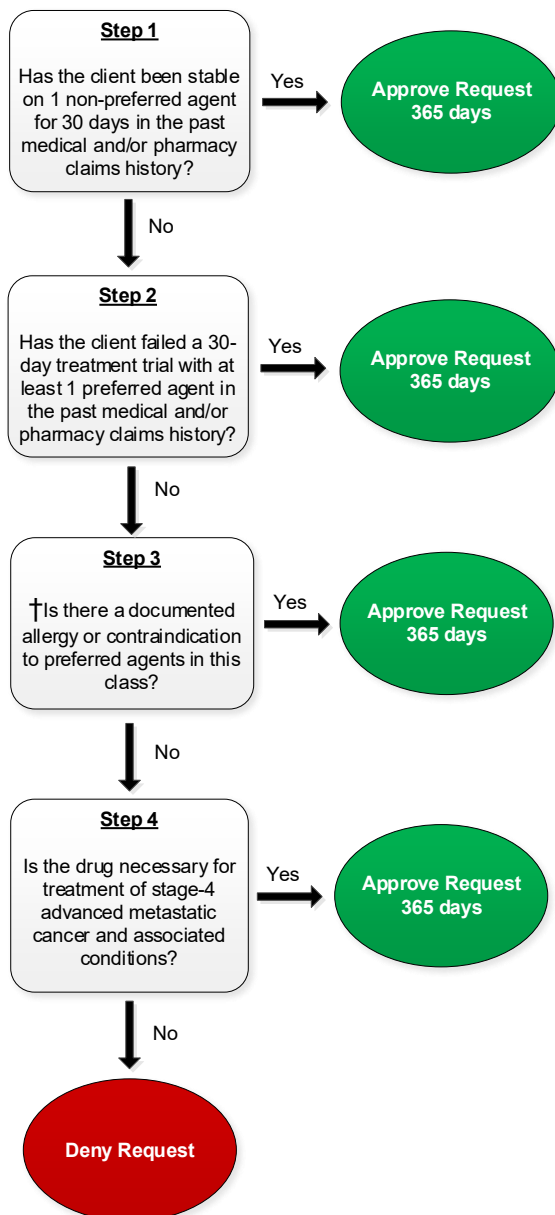 Step 1
Has the client been stable
on 1 non-preferred agent
for 30 days in the past
medical and/or pharmacy
claims history?
Yes
Approve Request
365 days
No
Step 2
Has the client failed a 30-
day treatment trial with at
least 1 preferred agent in
the past medical and/or
pharmacy claims history?
Yes
Approve Request
365 days
No
Step 3
†Is there a documented
allergy or contraindication
to preferred agents in this
class?
Yes
Approve Request
365 days
No
Step 4
Is the drug necessary for
treatment of stage-4
advanced metastatic
cancer and associated
conditions?
Yes
Approve Request
365 days
No
Deny Request